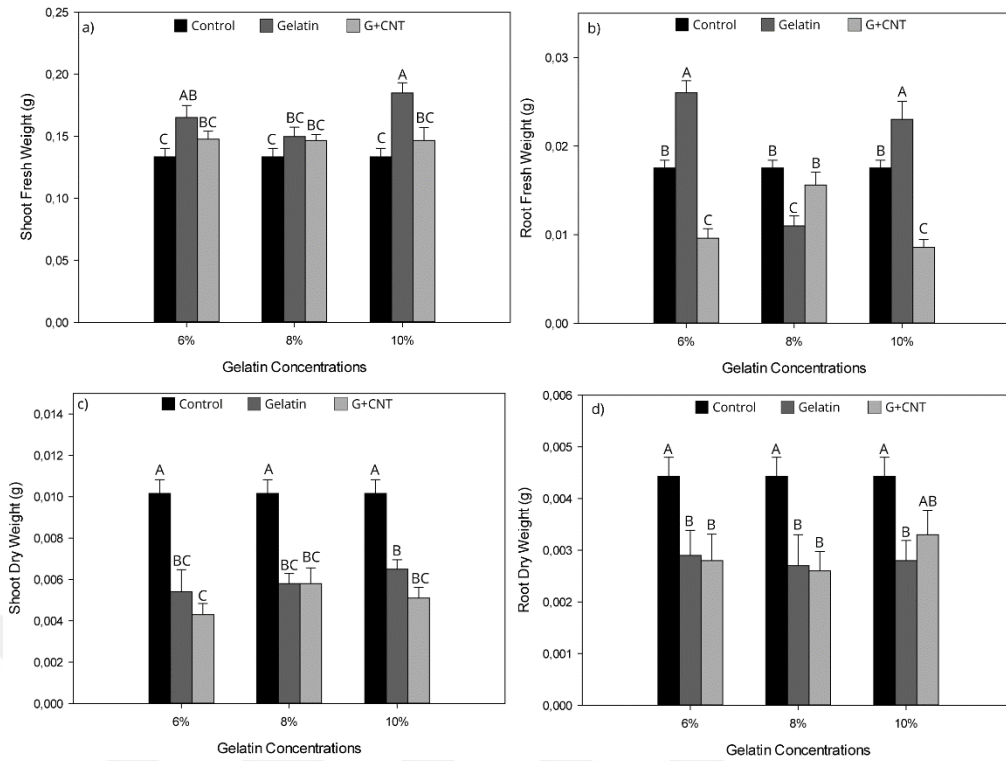 a)
Control Gelatin G+CNT
0,25
0,20
0,15
0,10
0,05
0,00
Shoot Fresh Weight (g)
C AB BC
C BC BC
C A BC
6% 8% 10%
Gelatin Concentrations
b)
Control Gelatin G+CNT
0,03
0,02
0,01
0,00
Root Fresh Weight (g)
B A C
B C B
B A C
6% 8% 10%
Gelatin Concentrations
c)
Control Gelatin G+CNT
0,014
0,012
0,010
0,008
0,006
0,004
0,002
0,000
Shoot Dry Weight (g)
A BC C
A BC BC
A B BC
6% 8% 10%
Gelatin Concentrations
d)
Control Gelatin G+CNT
0,006
0,005
0,004
0,003
0,002
0,001
0,000
Root Dry Weight (g)
A B B
A B B
A B AB
6% 8% 10%
Gelatin Concentrations